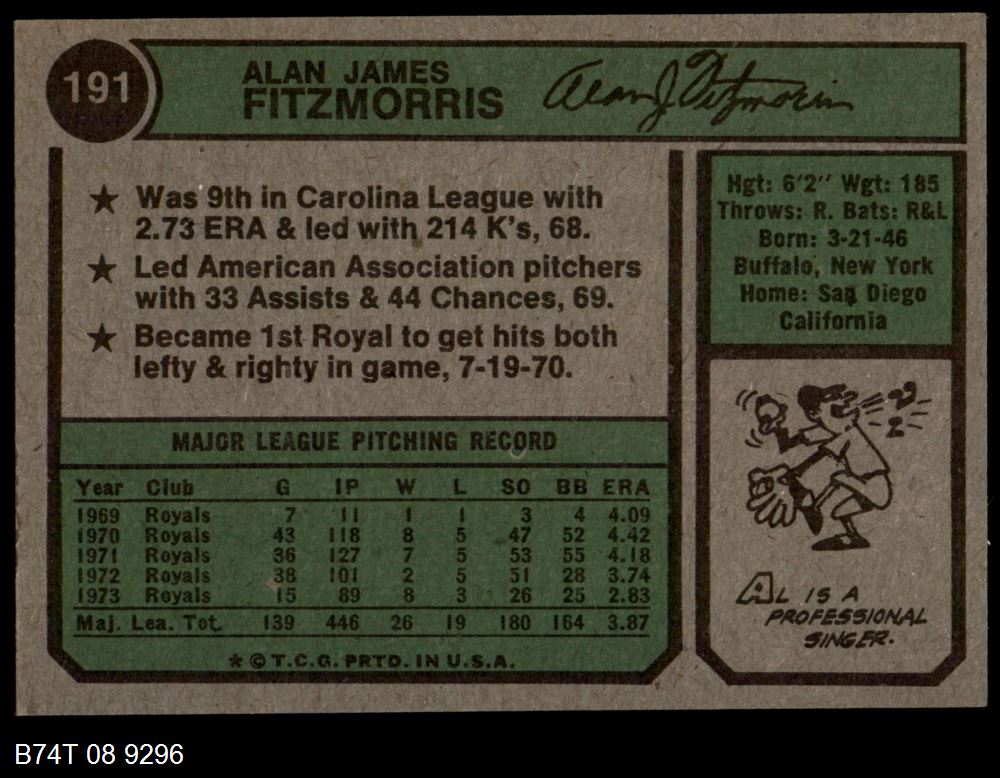 191
ALAN JAMES
FITZMORRIS
Alan J. Fitzmorris
★ Was 9th in Carolina League with
2.73 ERA & led with 214 K's, 68.
★ Led American Association pitchers
with 33 Assists & 44 Chances, 69.
★ Became 1st Royal to get hits both
lefty & righty in game, 7-19-70.
MAJOR LEAGUE PITCHING RECORD
Year Club G IP W L SO BB ERA
1969 Royals 7 11 1 1 3 4 4.09
1970 Royals 43 118 8 5 47 52 4.42
1971 Royals 36 127 7 5 53 55 4.18
1972 Royals 38 101 2 5 51 28 3.74
1973 Royals 15 89 8 3 26 25 2.83
Maj. Lea. Tot. 139 446 26 19 180 164 3.87
★ © T.C.G. PRTD. IN U.S.A.
Hgt: 6'2" Wgt: 185
Throws: R. Bats: R&L
Born: 3-21-46
Buffalo, New York
Home: San Diego
California
AL IS A
PROFESSIONAL
SINGER.
B74T 08 9296